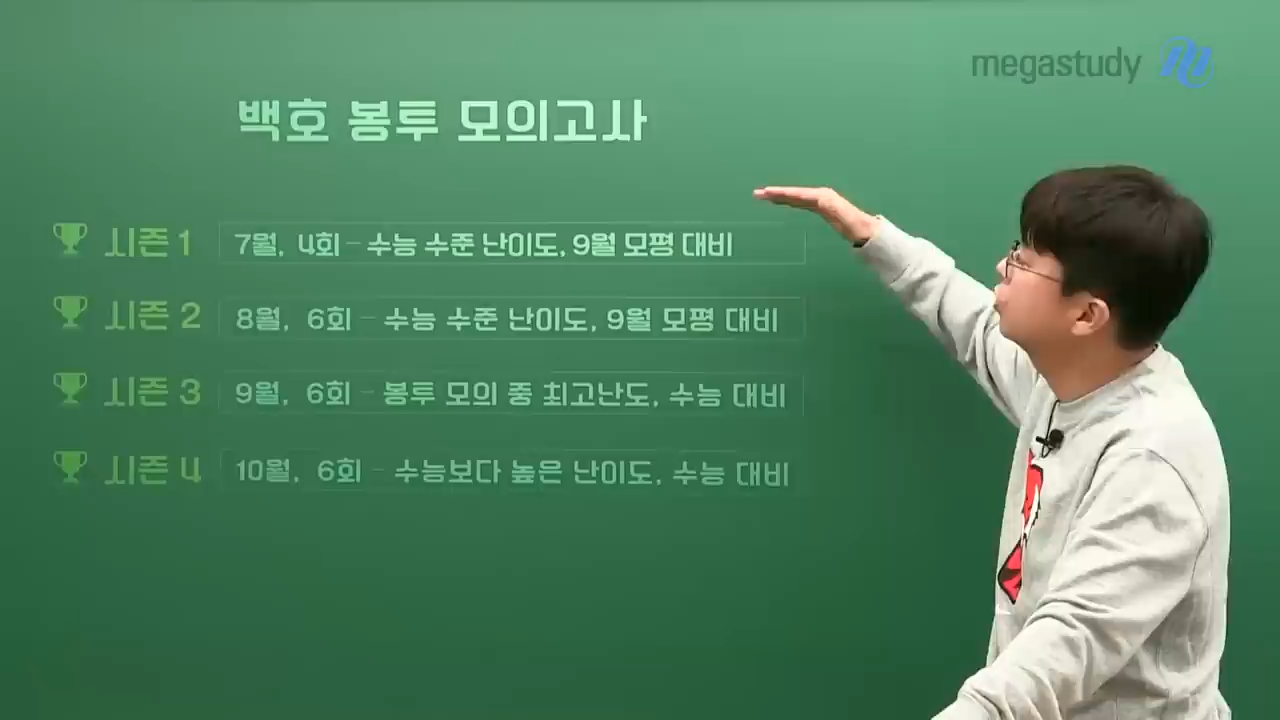 megastudy
백호 봉투 모의고사
시즌 1 7월, 4회 - 수능 수준 난이도, 9월 모평 대비
시즌 2 8월, 6회 - 수능 수준 난이도, 9월 모평 대비
시즌 3 9월, 6회 - 봉투 모의 중 최고난도, 수능 대비
시즌 4 10월, 6회 - 수능보다 높은 난이도, 수능 대비